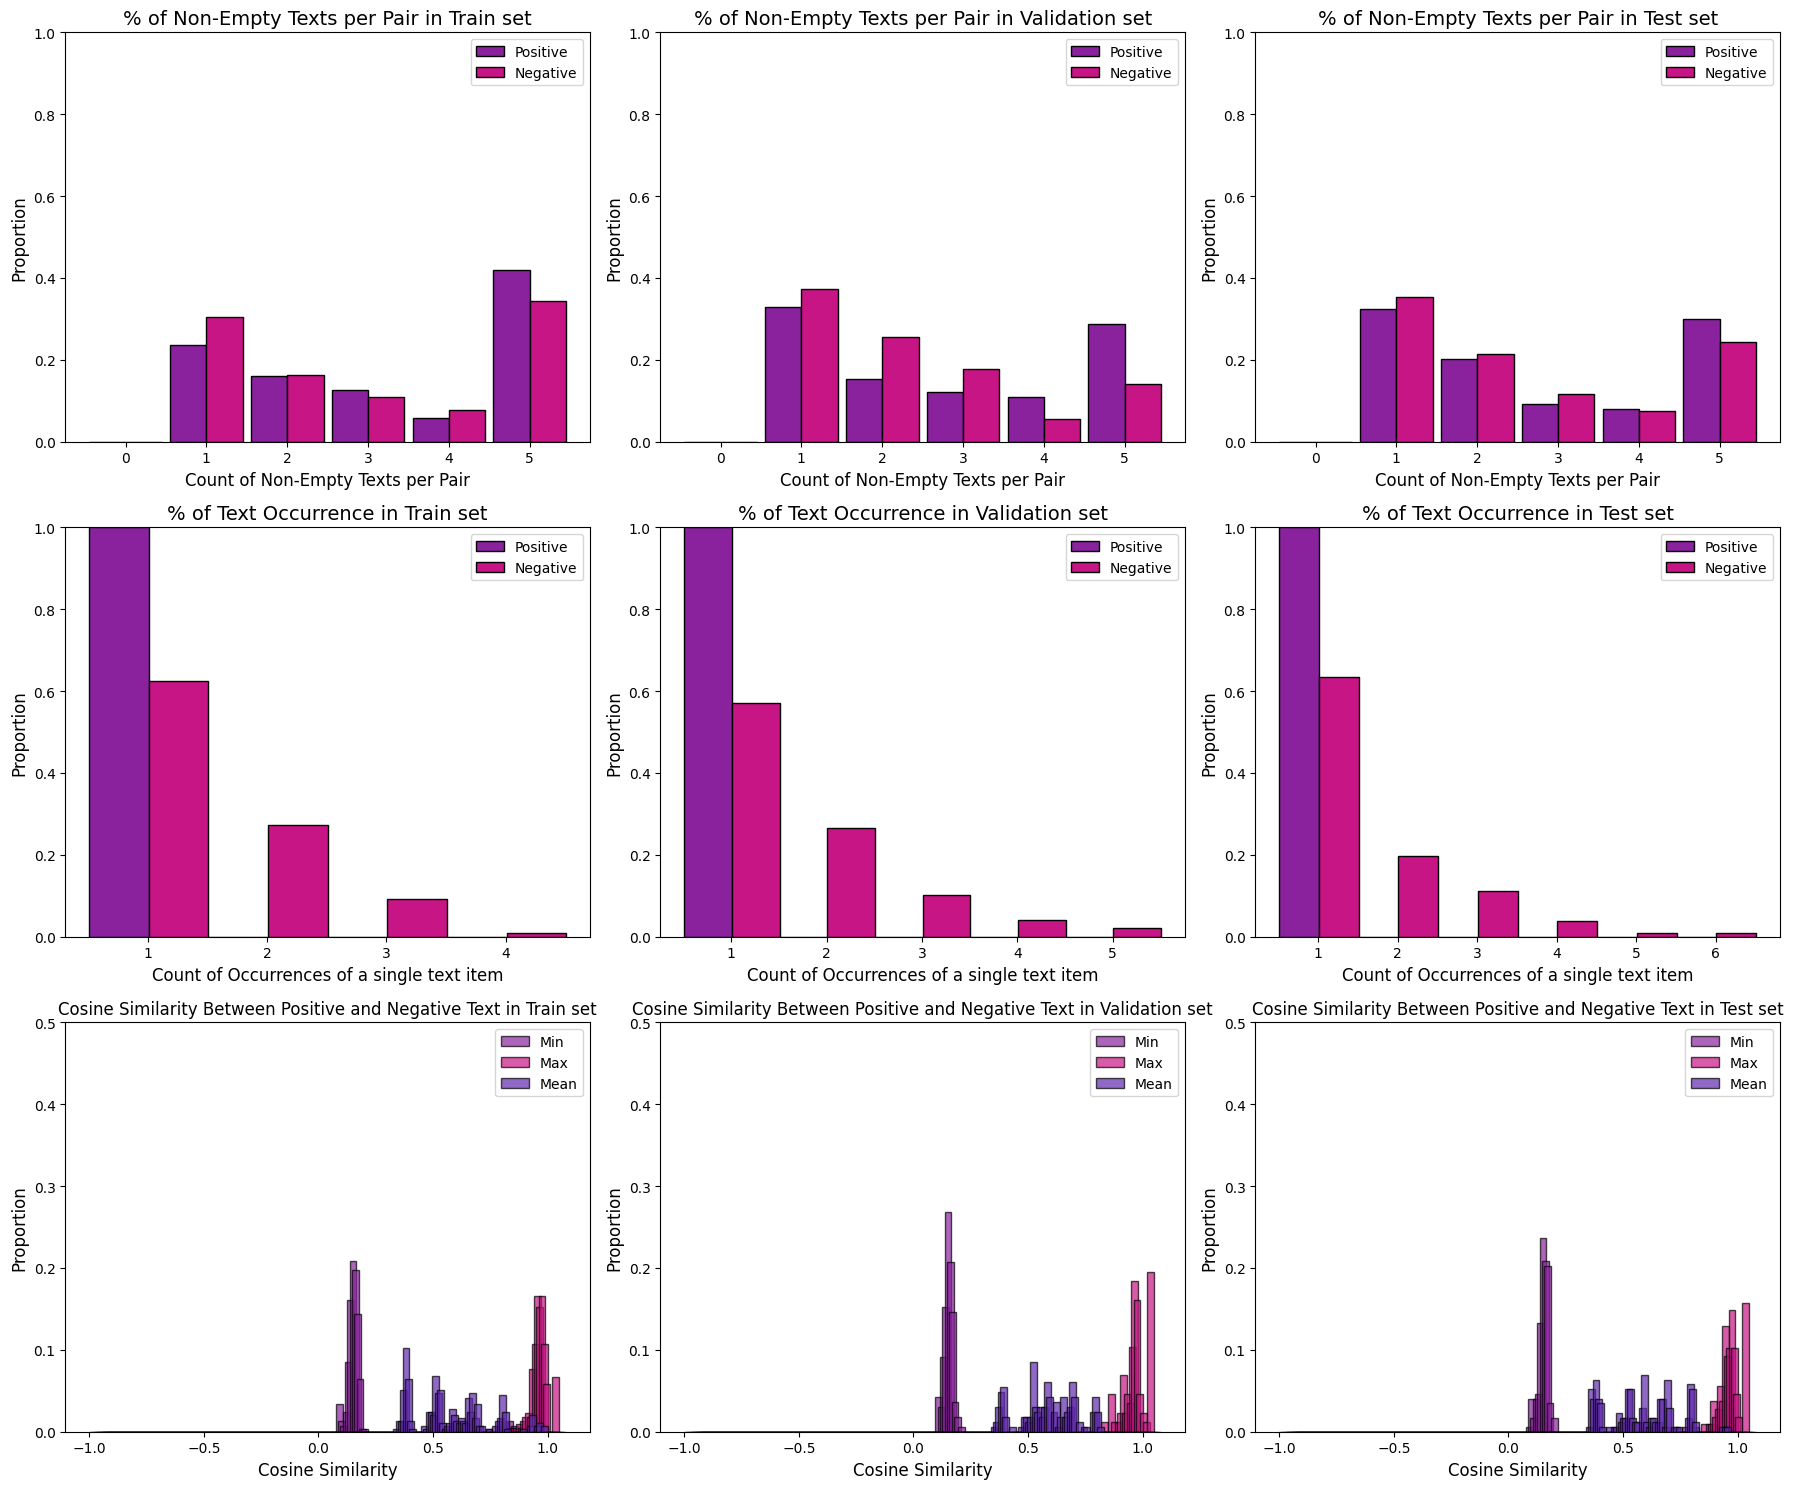 % of Non-Empty Texts per Pair in Train set
% of Non-Empty Texts per Pair in Validation set
% of Non-Empty Texts per Pair in Test set
Proportion
1.0
0.8
0.6
0.4
0.2
0.0
Positive
Negative
0 1 2 3 4 5
Count of Non-Empty Texts per Pair
Proportion
1.0
0.8
0.6
0.4
0.2
0.0
Positive
Negative
0 1 2 3 4 5
Count of Non-Empty Texts per Pair
Proportion
1.0
0.8
0.6
0.4
0.2
0.0
Positive
Negative
0 1 2 3 4 5
Count of Non-Empty Texts per Pair
% of Text Occurrence in Train set
% of Text Occurrence in Validation set
% of Text Occurrence in Test set
Proportion
1.0
0.8
0.6
0.4
0.2
0.0
Positive
Negative
1 2 3 4
Count of Occurrences of a single text item
Proportion
1.0
0.8
0.6
0.4
0.2
0.0
Positive
Negative
1 2 3 4 5
Count of Occurrences of a single text item
Proportion
1.0
0.8
0.6
0.4
0.2
0.0
Positive
Negative
1 2 3 4 5 6
Count of Occurrences of a single text item
Cosine Similarity Between Positive and Negative Text in Train set
Cosine Similarity Between Positive and Negative Text in Validation set
Cosine Similarity Between Positive and Negative Text in Test set
Proportion
0.5
0.4
0.3
0.2
0.1
0.0
Min
Max
Mean
−1.0 −0.5 0.0 0.5 1.0
Cosine Similarity
Proportion
0.5
0.4
0.3
0.2
0.1
0.0
Min
Max
Mean
−1.0 −0.5 0.0 0.5 1.0
Cosine Similarity
Proportion
0.5
0.4
0.3
0.2
0.1
0.0
Min
Max
Mean
−1.0 −0.5 0.0 0.5 1.0
Cosine Similarity